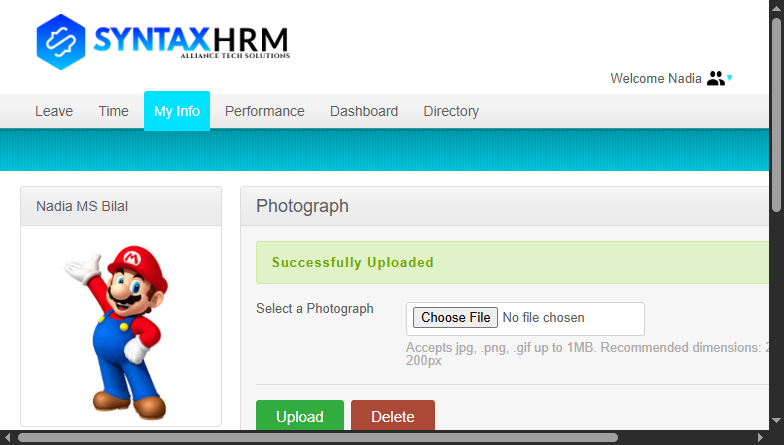 SYNTAXHRM
ALLIANCE TECH SOLUTIONS
Welcome Nadia
Leave Time My Info Performance Dashboard Directory
Nadia MS Bilal
Photograph
Successfully Uploaded
Select a Photograph
Choose File No file chosen
Accepts jpg, .png, .gif up to 1MB. Recommended dimensions:
200px
Upload Delete
M